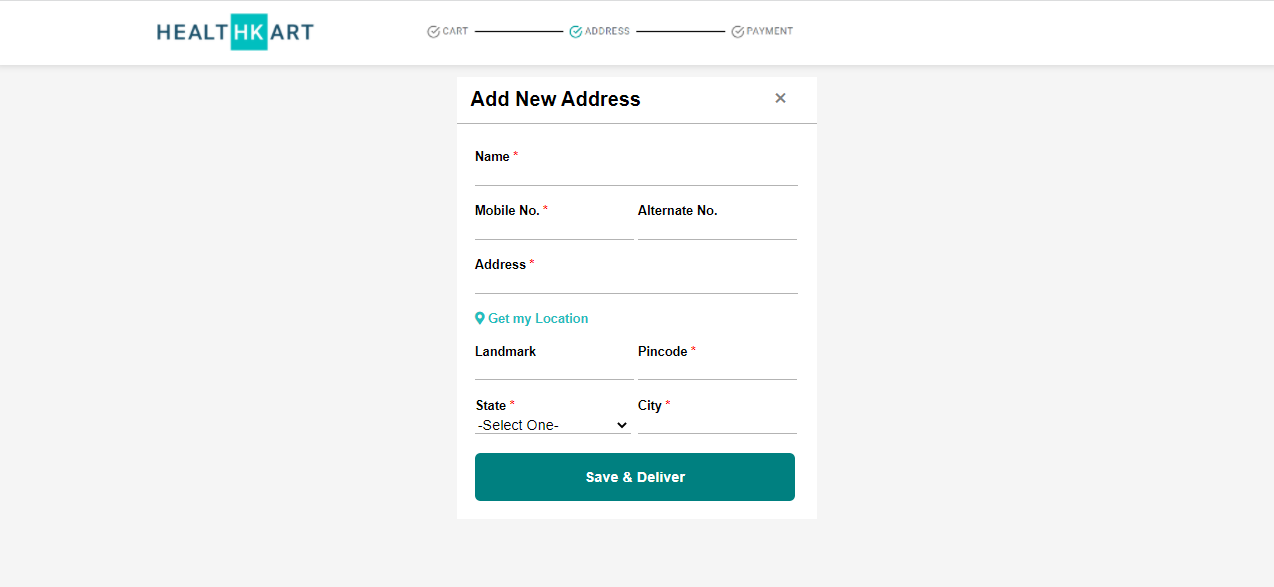 HEALTHKART CART ADDRESS PAYMENT
Add New Address ×
Name *
Mobile No. * Alternate No.
Address *
Get my Location
Landmark Pincode *
State * City *
-Select One-
Save & Deliver